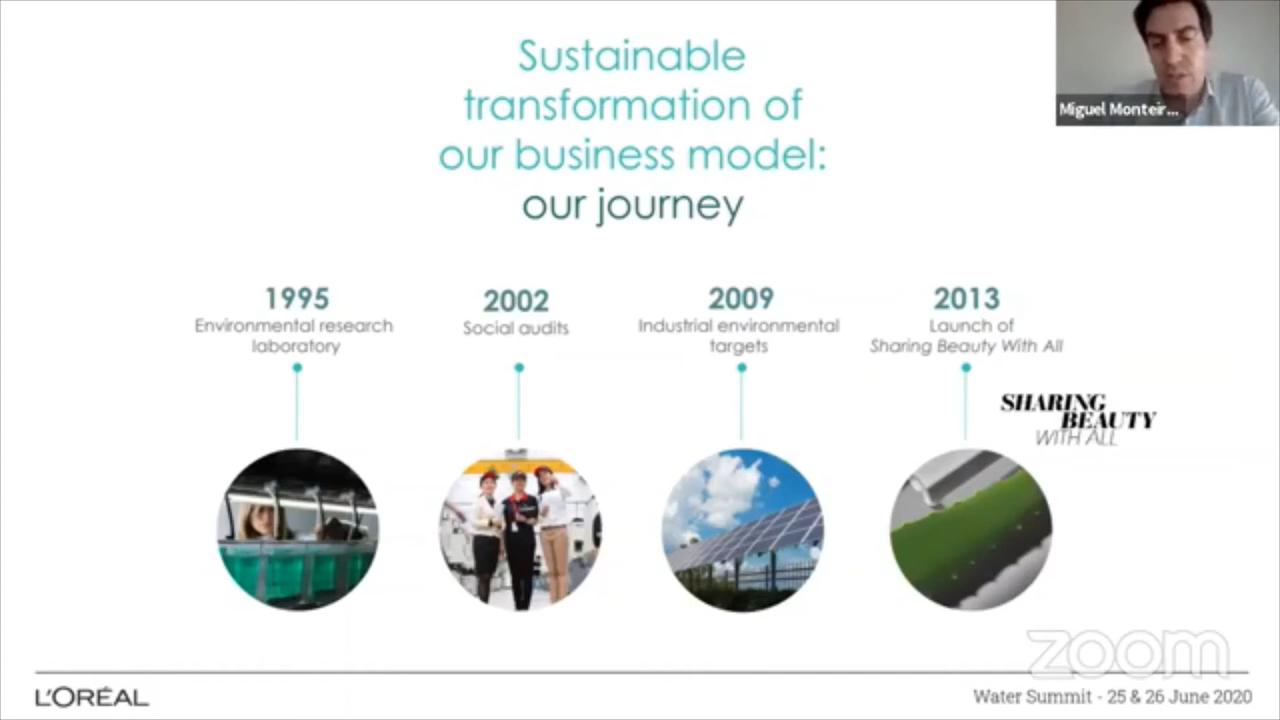 Sustainable
transformation of
our business model:
our journey
Miguel Monteir...
1995
Environmental research
laboratory
2002
Social audits
2009
Industrial environmental
targets
2013
Launch of
Sharing Beauty With All
SHARING
BEAUTY
WITH ALL
zoom
L'ORÉAL
Water Summit - 25 & 26 June 2020